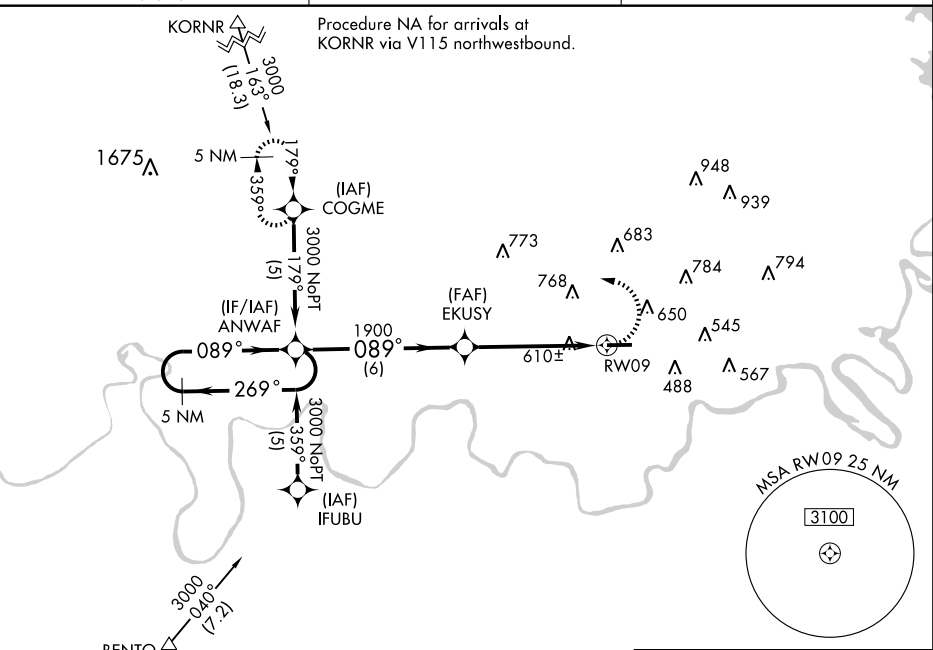 KORNR
Procedure NA for arrivals at
KORNR via V115 northwestbound.
3000
163°
(18.3)
1675
5 NM
179°
359°
(IAF)
COGME
948
939
3000 NoPT
179°
(5)
773
683
784
794
768
650
(IF/IAF)
ANWAF
(FAF)
EKUSY
1900
089°
089°
(6)
610±
RW09
545
567
488
269°
5 NM
3000 NoPT
359°
(5)
(IAF)
IFUBU
MSA RW09 25 NM
3100
3000
040°
(7.2)